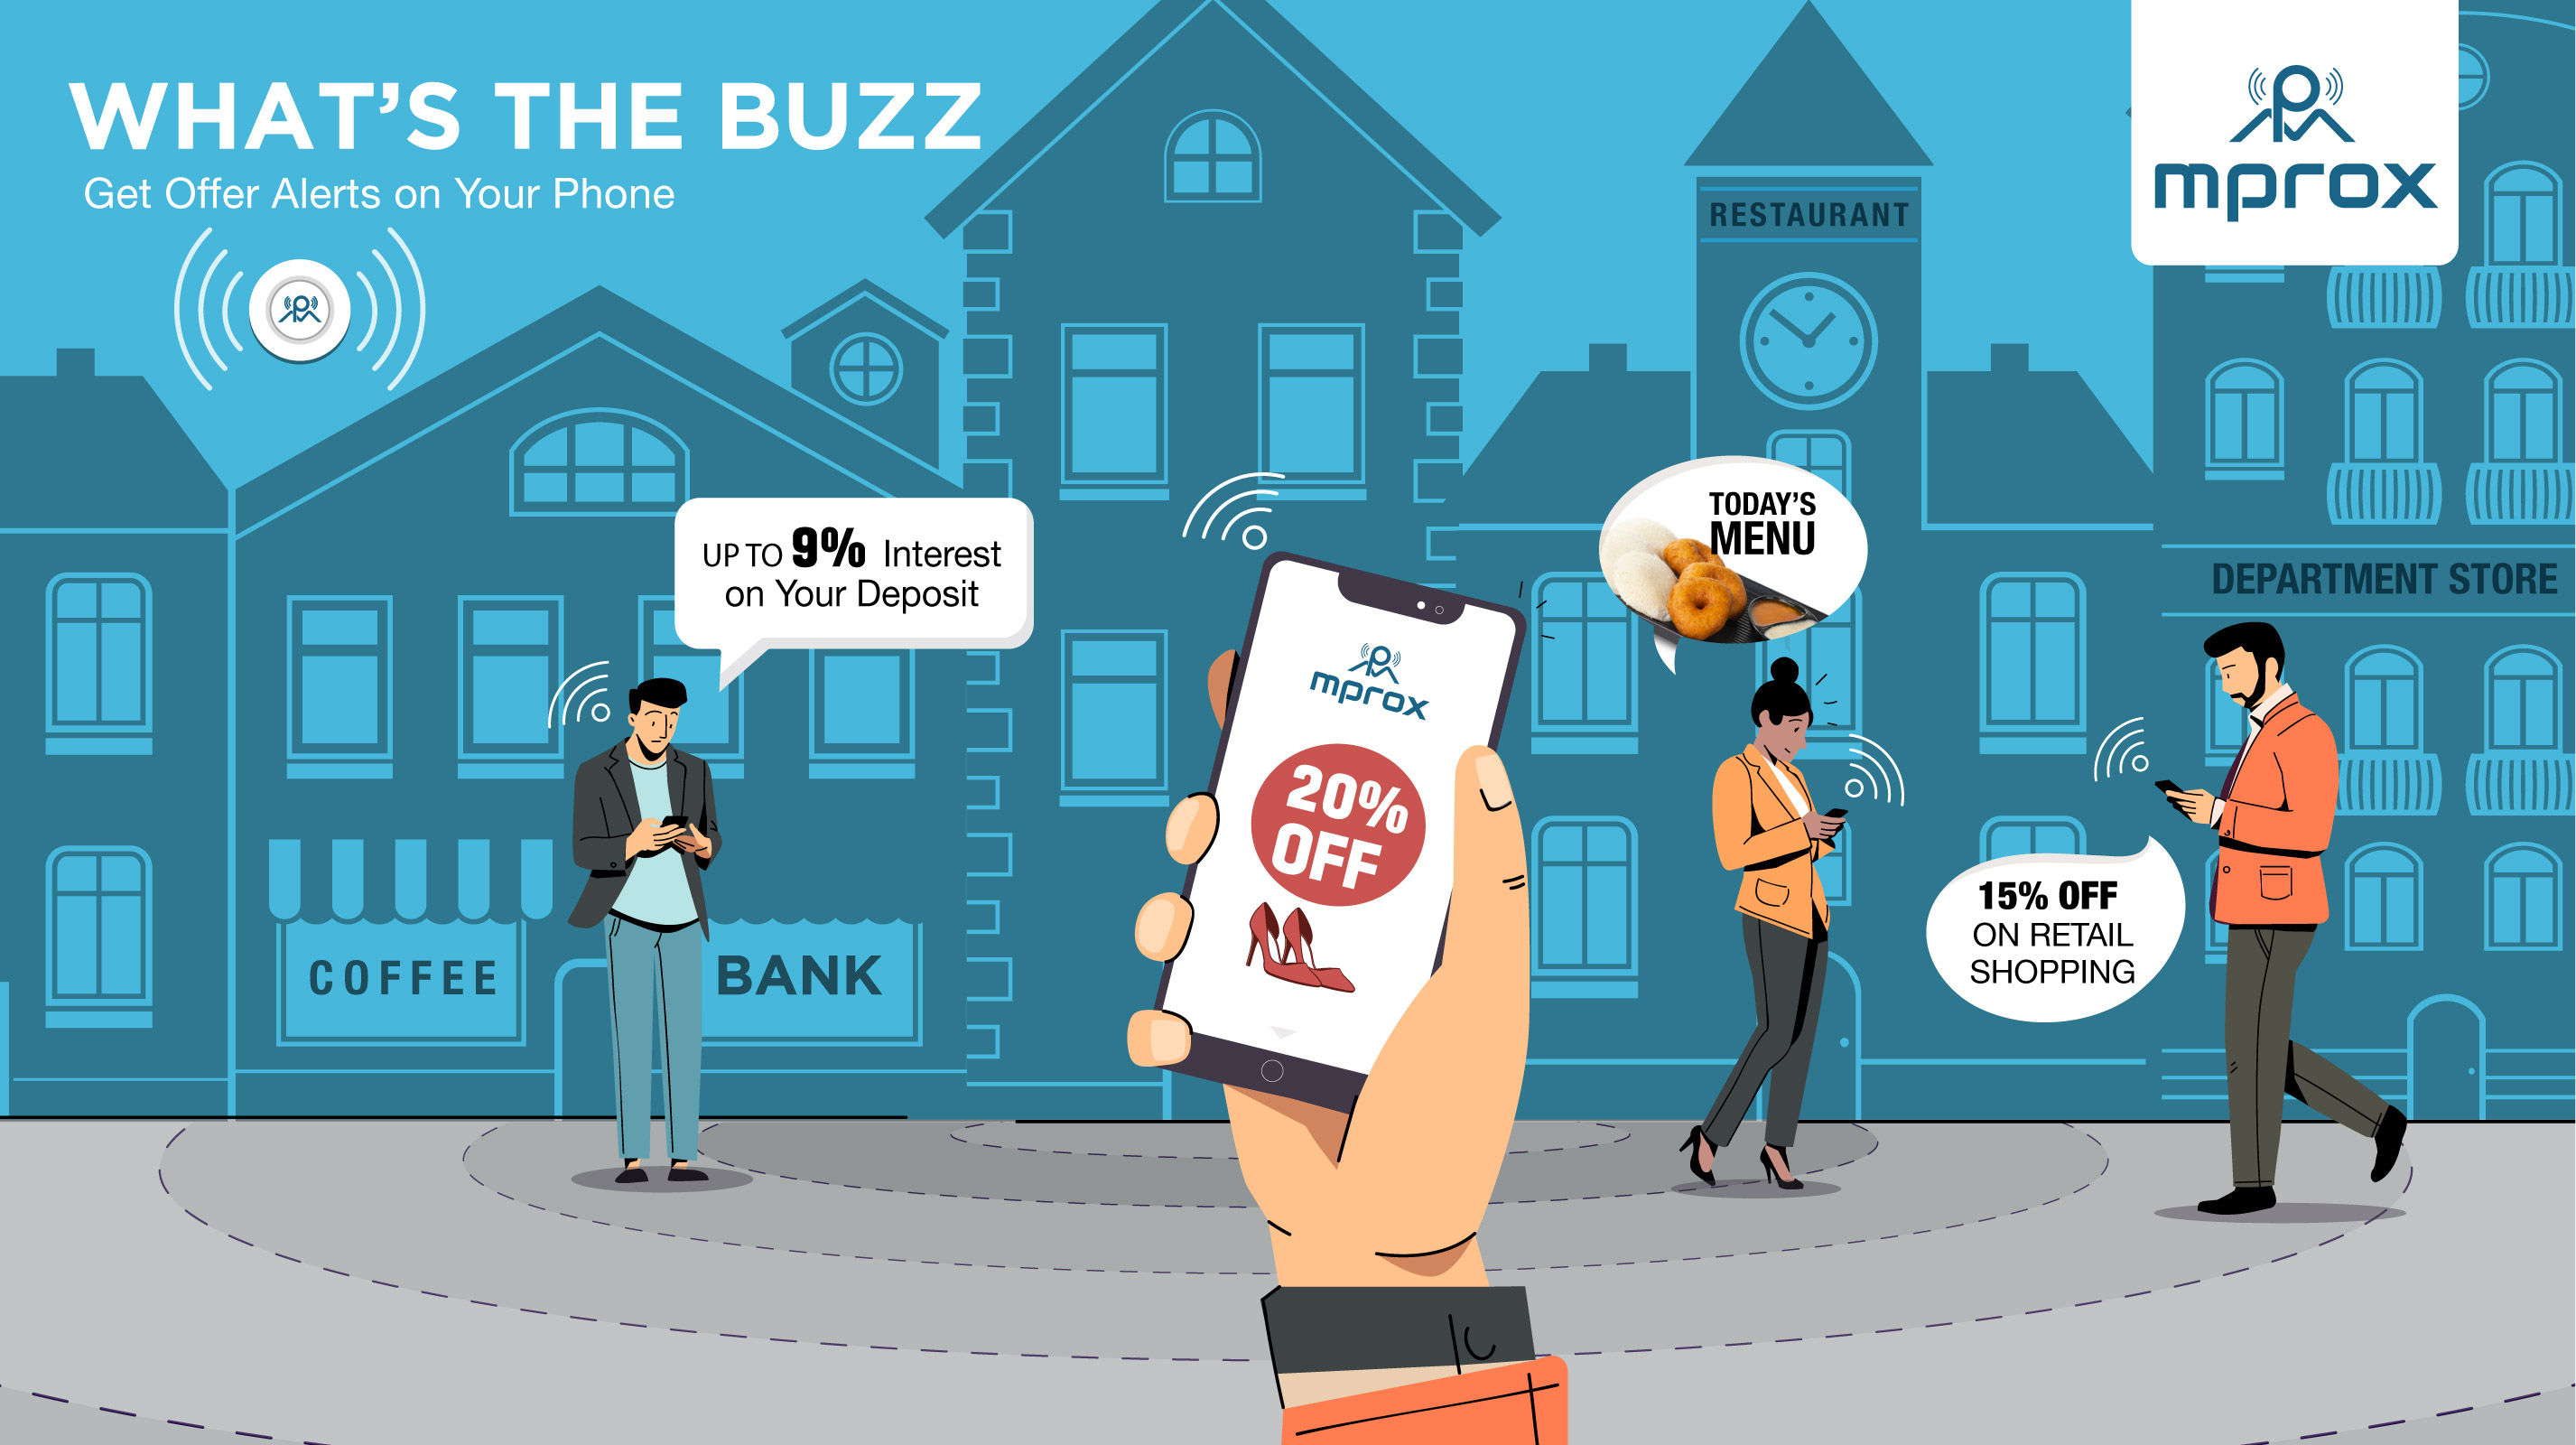 WHAT'S THE BUZZ
Get Offer Alerts on Your Phone
mprox
RESTAURANT
UP TO 9% Interest
on Your Deposit
TODAY'S
MENU
DEPARTMENT STORE
mprox
20%
OFF
15% OFF
ON RETAIL
SHOPPING
COFFEE
BANK